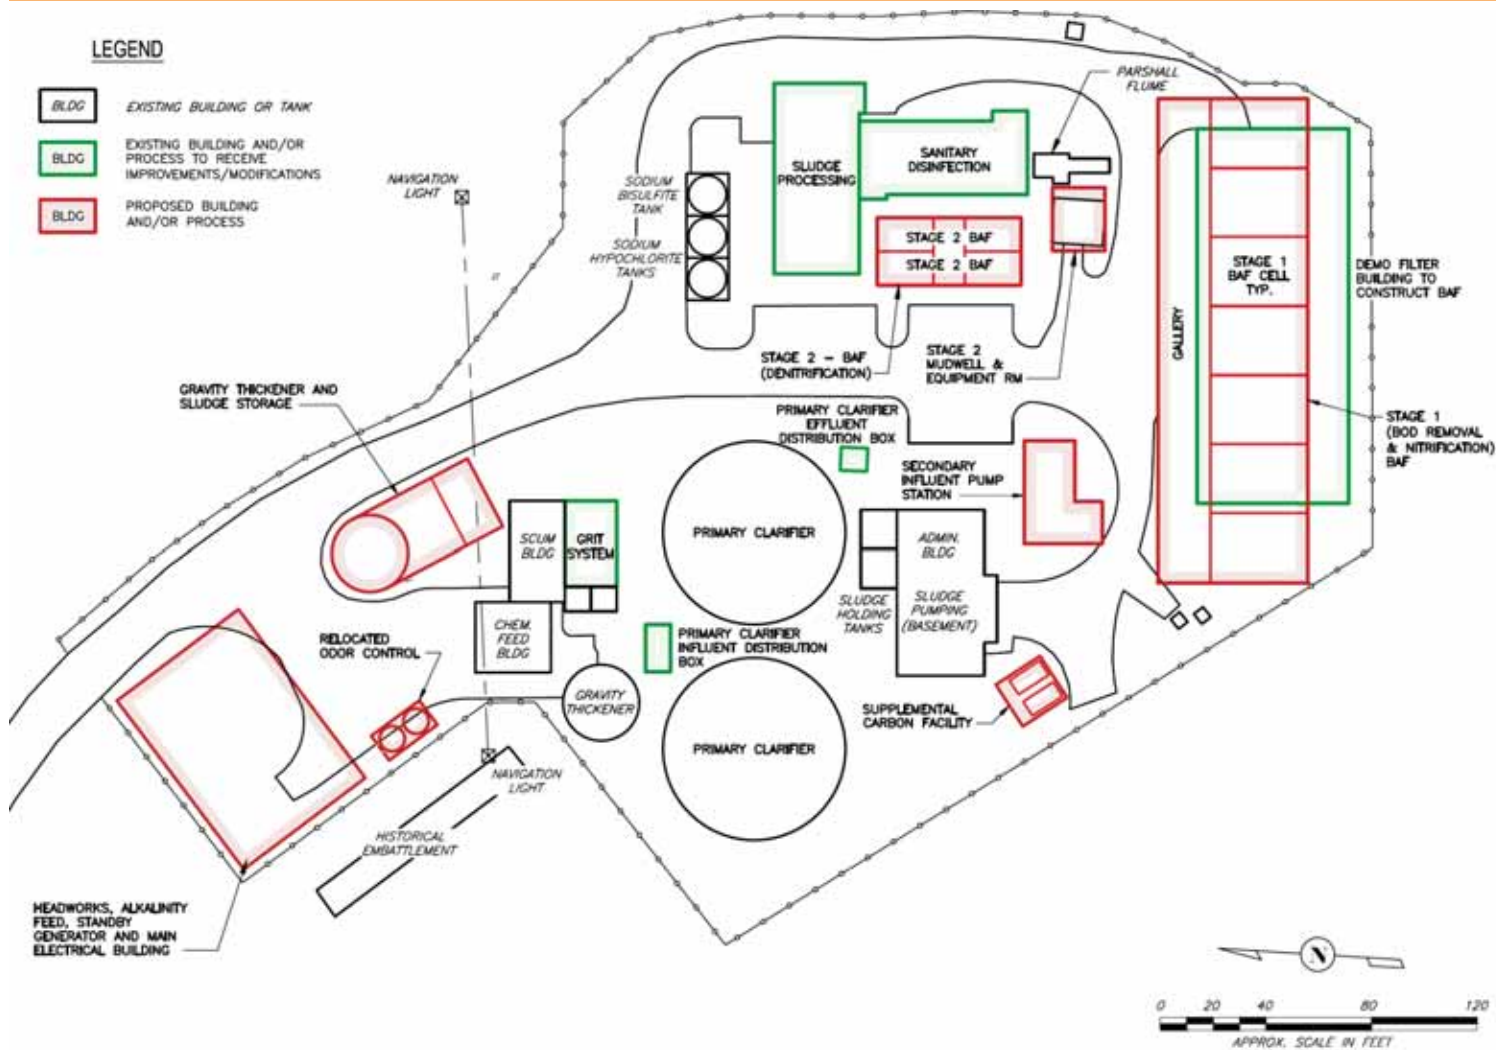 LEGEND
BLDG
EXISTING BUILDING OR TANK
BLDG
EXISTING BUILDING AND/OR
PROCESS TO RECEIVE
IMPROVEMENTS/MODIFICATIONS
BLDG
PROPOSED BUILDING
AND/OR PROCESS
NAVIGATION
LIGHT
SODIUM
BISULFITE
TANK
SODIUM
HYPOCHLORITE
TANKS
SLUDGE
PROCESSING
SANITARY
DISINFECTION
PARSHALL
FLUME
STAGE 2 BAF
STAGE 2 BAF
STAGE 2 - BAF
(DENITRIFICATION)
STAGE 2
MUDWELL &
EQUIPMENT RM
GALLERY
STAGE 1
BAF CELL
TYP.
DEMO FILTER
BUILDING TO
CONSTRUCT BAF
STAGE 1
(BOD REMOVAL
& NITRIFICATION)
BAF
GRAVITY THICKENER AND
SLUDGE STORAGE
PRIMARY CLARIFIER
EFFLUENT
DISTRIBUTION BOX
SECONDARY
INFLUENT PUMP
STATION
SCUM
BLDG
GRIT
SYSTEM
PRIMARY CLARIFIER
ADMIN.
BLDG
SLUDGE
PUMPING
(BASEMENT)
SLUDGE
HOLDING
TANKS
CHEM.
FEED
BLDG
RELOCATED
ODOR CONTROL
PRIMARY CLARIFIER
INFLUENT DISTRIBUTION
BOX
GRAVITY
THICKENER
PRIMARY CLARIFIER
SUPPLEMENTAL
CARBON FACILITY
NAVIGATION
LIGHT
HISTORICAL
EMBATTLEMENT
HEADWORKS, ALKALINITY
FEED, STANDBY
GENERATOR AND MAIN
ELECTRICAL BUILDING
N
0 20 40 80 120
APPROX. SCALE IN FEET